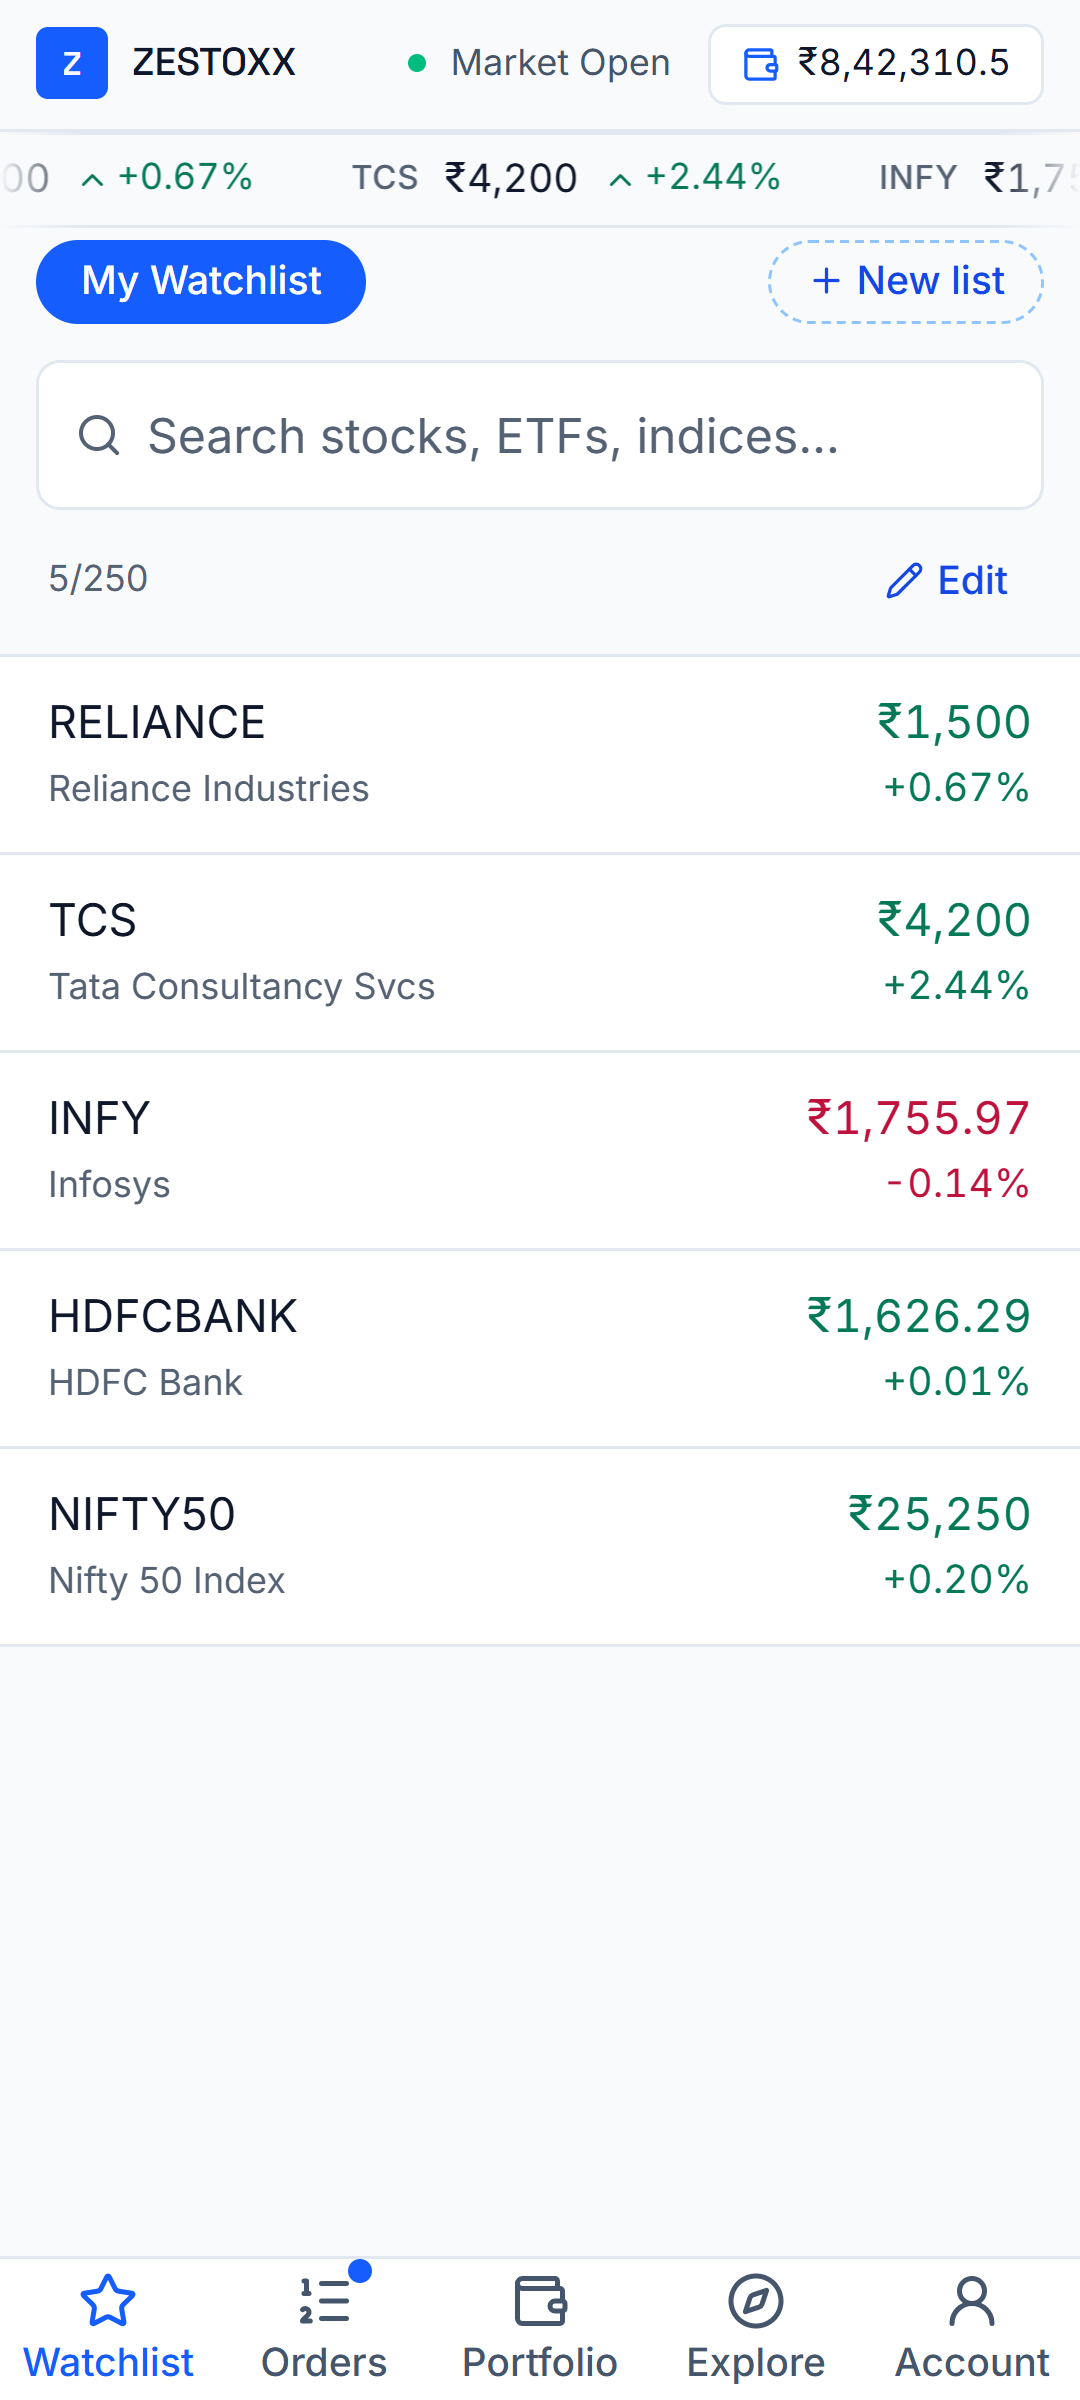 Z ZESTOXX Market Open ₹8,42,310.5
00 +0.67% TCS ₹4,200 +2.44% INFY ₹1,75
My Watchlist + New list
Search stocks, ETFs, indices...
5/250 Edit
RELIANCE ₹1,500
Reliance Industries +0.67%
TCS ₹4,200
Tata Consultancy Svcs +2.44%
INFY ₹1,755.97
Infosys -0.14%
HDFCBANK ₹1,626.29
HDFC Bank +0.01%
NIFTY50 ₹25,250
Nifty 50 Index +0.20%
Watchlist Orders Portfolio Explore Account